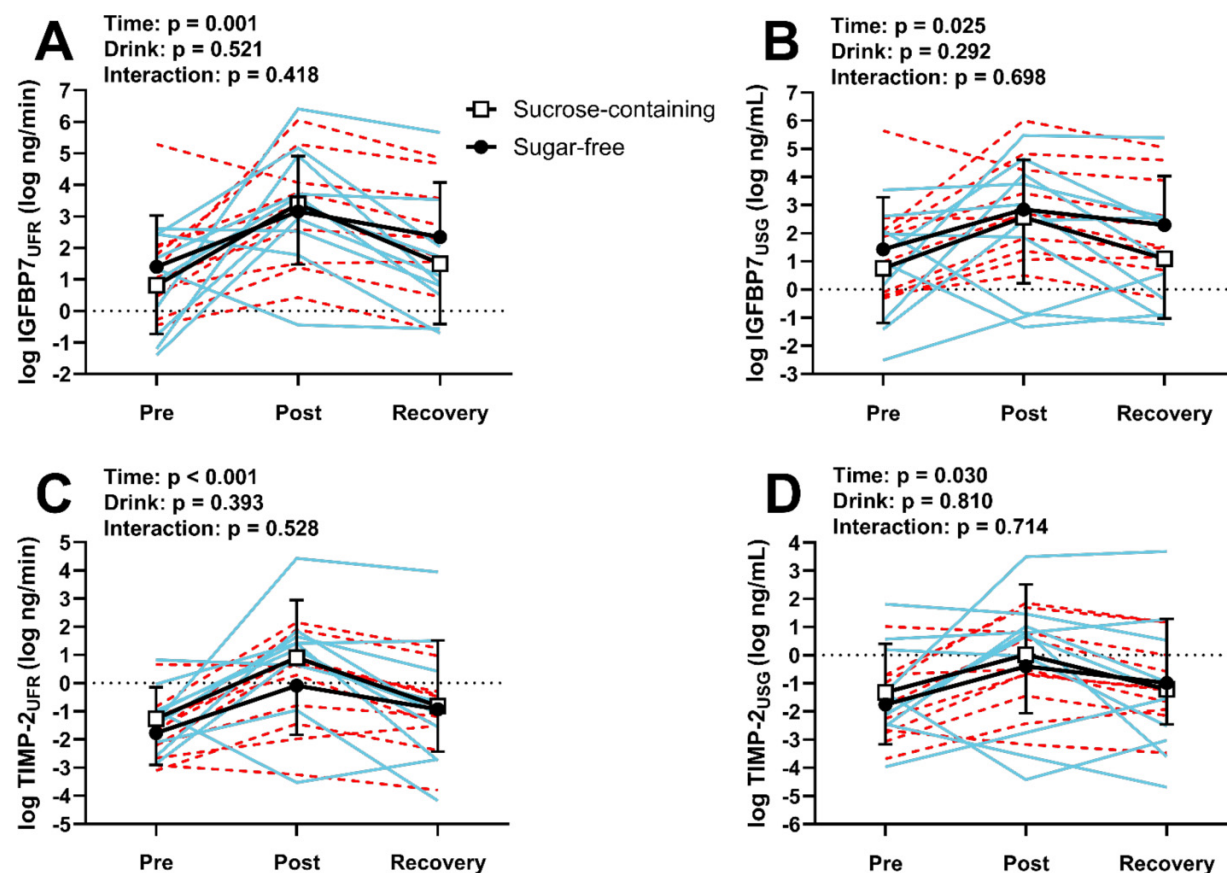 A
Time: p = 0.001
Drink: p = 0.521
Interaction: p = 0.418
log IGFBP7UFR (log ng/min)
7
6
5
4
3
2
1
0
-1
-2
Pre Post Recovery
Sucrose-containing
Sugar-free
B
Time: p = 0.025
Drink: p = 0.292
Interaction: p = 0.698
log IGFBP7USG (log ng/mL)
7
6
5
4
3
2
1
0
-1
-2
-3
Pre Post Recovery
C
Time: p < 0.001
Drink: p = 0.393
Interaction: p = 0.528
log TIMP-2UFR (log ng/min)
5
4
3
2
1
0
-1
-2
-3
-4
-5
Pre Post Recovery
D
Time: p = 0.030
Drink: p = 0.810
Interaction: p = 0.714
log TIMP-2USG (log ng/mL)
4
3
2
1
0
-1
-2
-3
-4
-5
-6
Pre Post Recovery